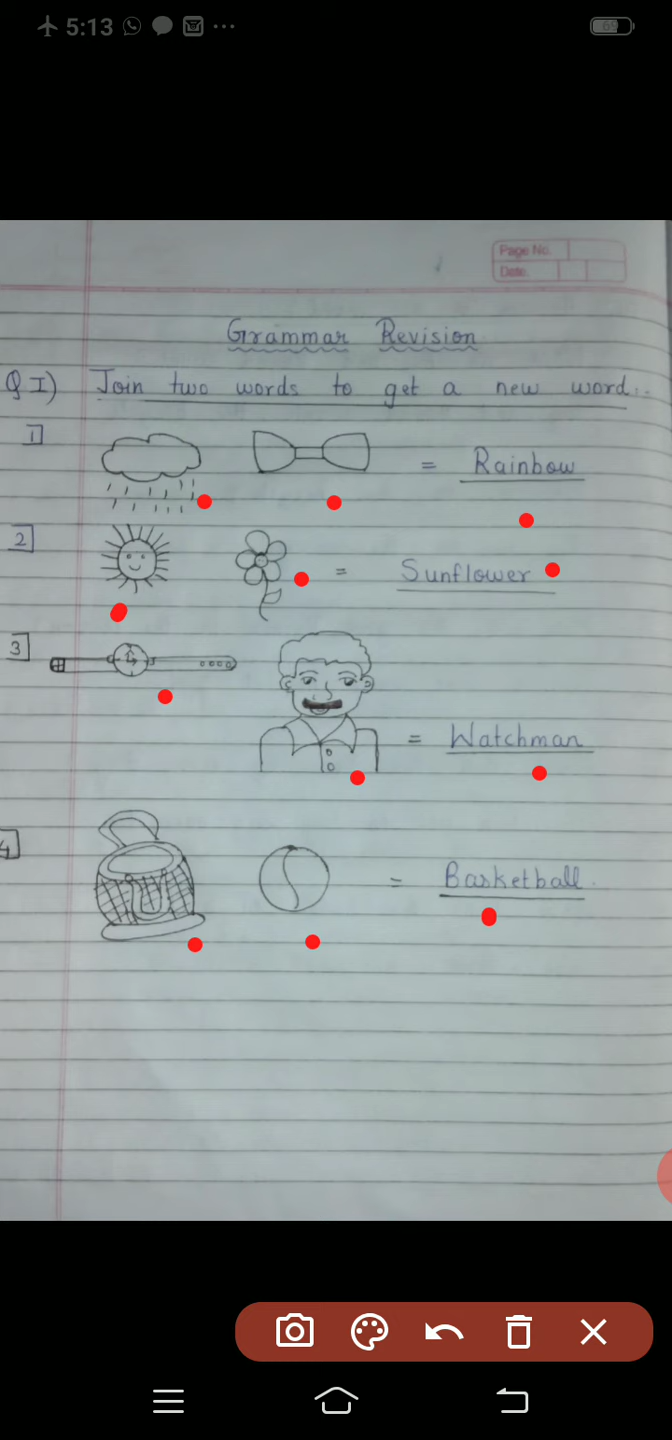 5:13
69
Page No.
Date.
Grammar Revision
Q I) Join two words to get a new word.
1] = Rainbow
2] = Sunflower
3]
= Watchman
4] = Basketball.